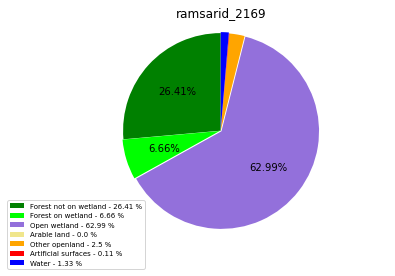 ramsarid_2169
26.41%
6.66%
62.99%
Forest not on wetland - 26.41 %
Forest on wetland - 6.66 %
Open wetland - 62.99 %
Arable land - 0.0 %
Other openland - 2.5 %
Artificial surfaces - 0.11 %
Water - 1.33 %